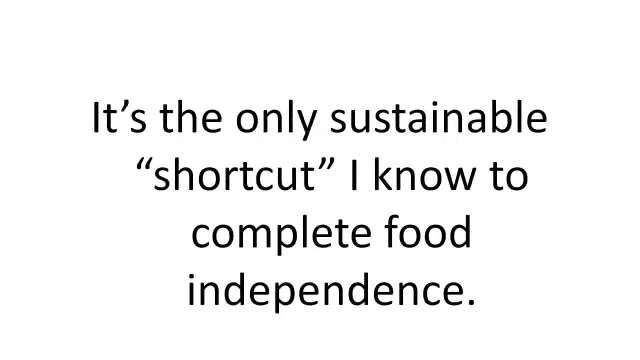 It’s the only sustainable
“shortcut” I know to
complete food
independence.